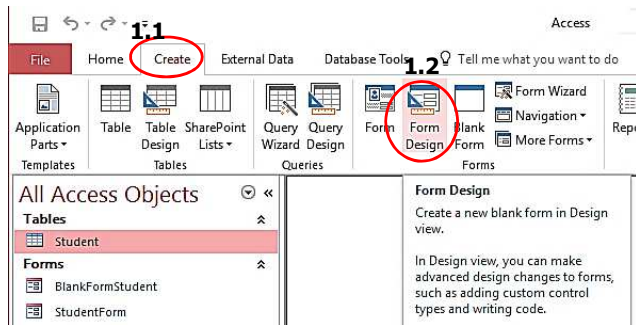 Access
1.1
File Home Create External Data Database Tools Tell me what you want to do
1.2
Application Parts
Table
Table Design
SharePoint Lists
Query Wizard
Query Design
Form
Form Design
Blank Form
Form Wizard
Navigation
More Forms
Templates
Tables
Queries
Forms
All Access Objects
Tables
Student
Forms
BlankFormStudent
StudentForm
Form Design
Create a new blank form in Design
view.
In Design view, you can make
advanced design changes to forms,
such as adding custom control
types and writing code.